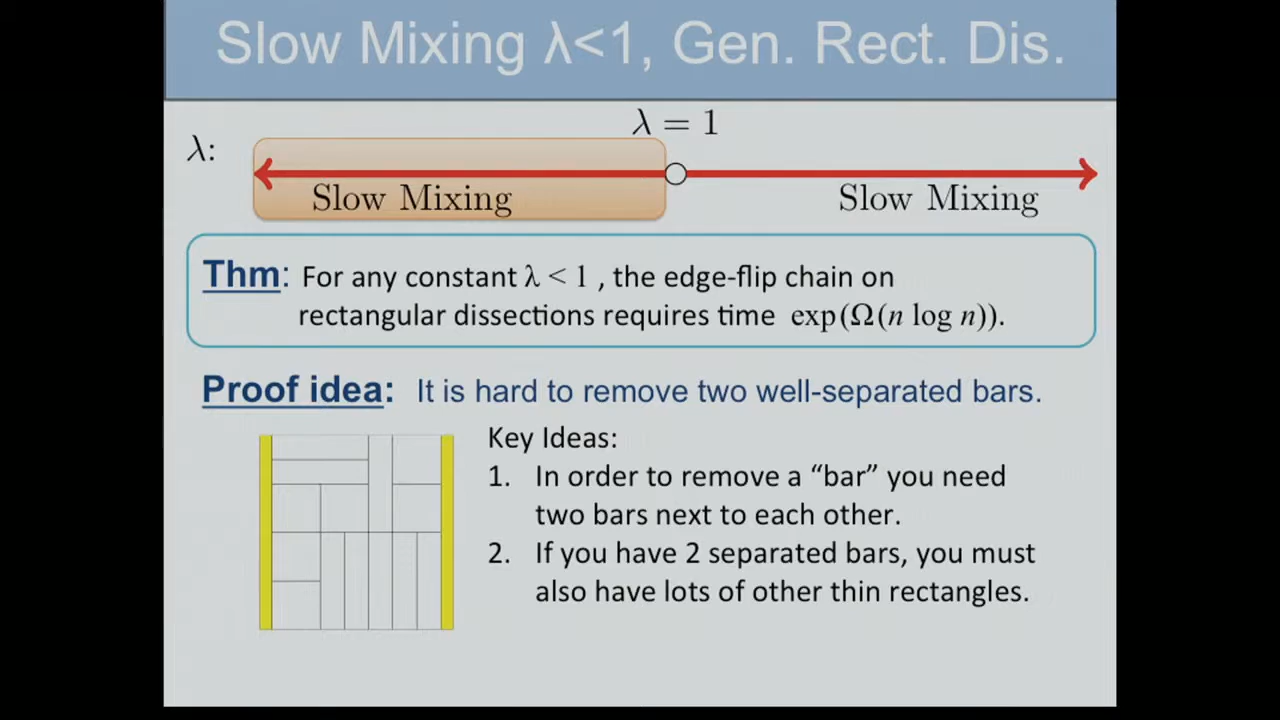 Slow Mixing λ<1, Gen. Rect. Dis.
λ = 1
λ:
Slow Mixing
Slow Mixing
Thm: For any constant λ < 1 , the edge-flip chain on
rectangular dissections requires time exp(Ω(n log n)).
Proof idea: It is hard to remove two well-separated bars.
Key Ideas:
1. In order to remove a “bar” you need
two bars next to each other.
2. If you have 2 separated bars, you must
also have lots of other thin rectangles.